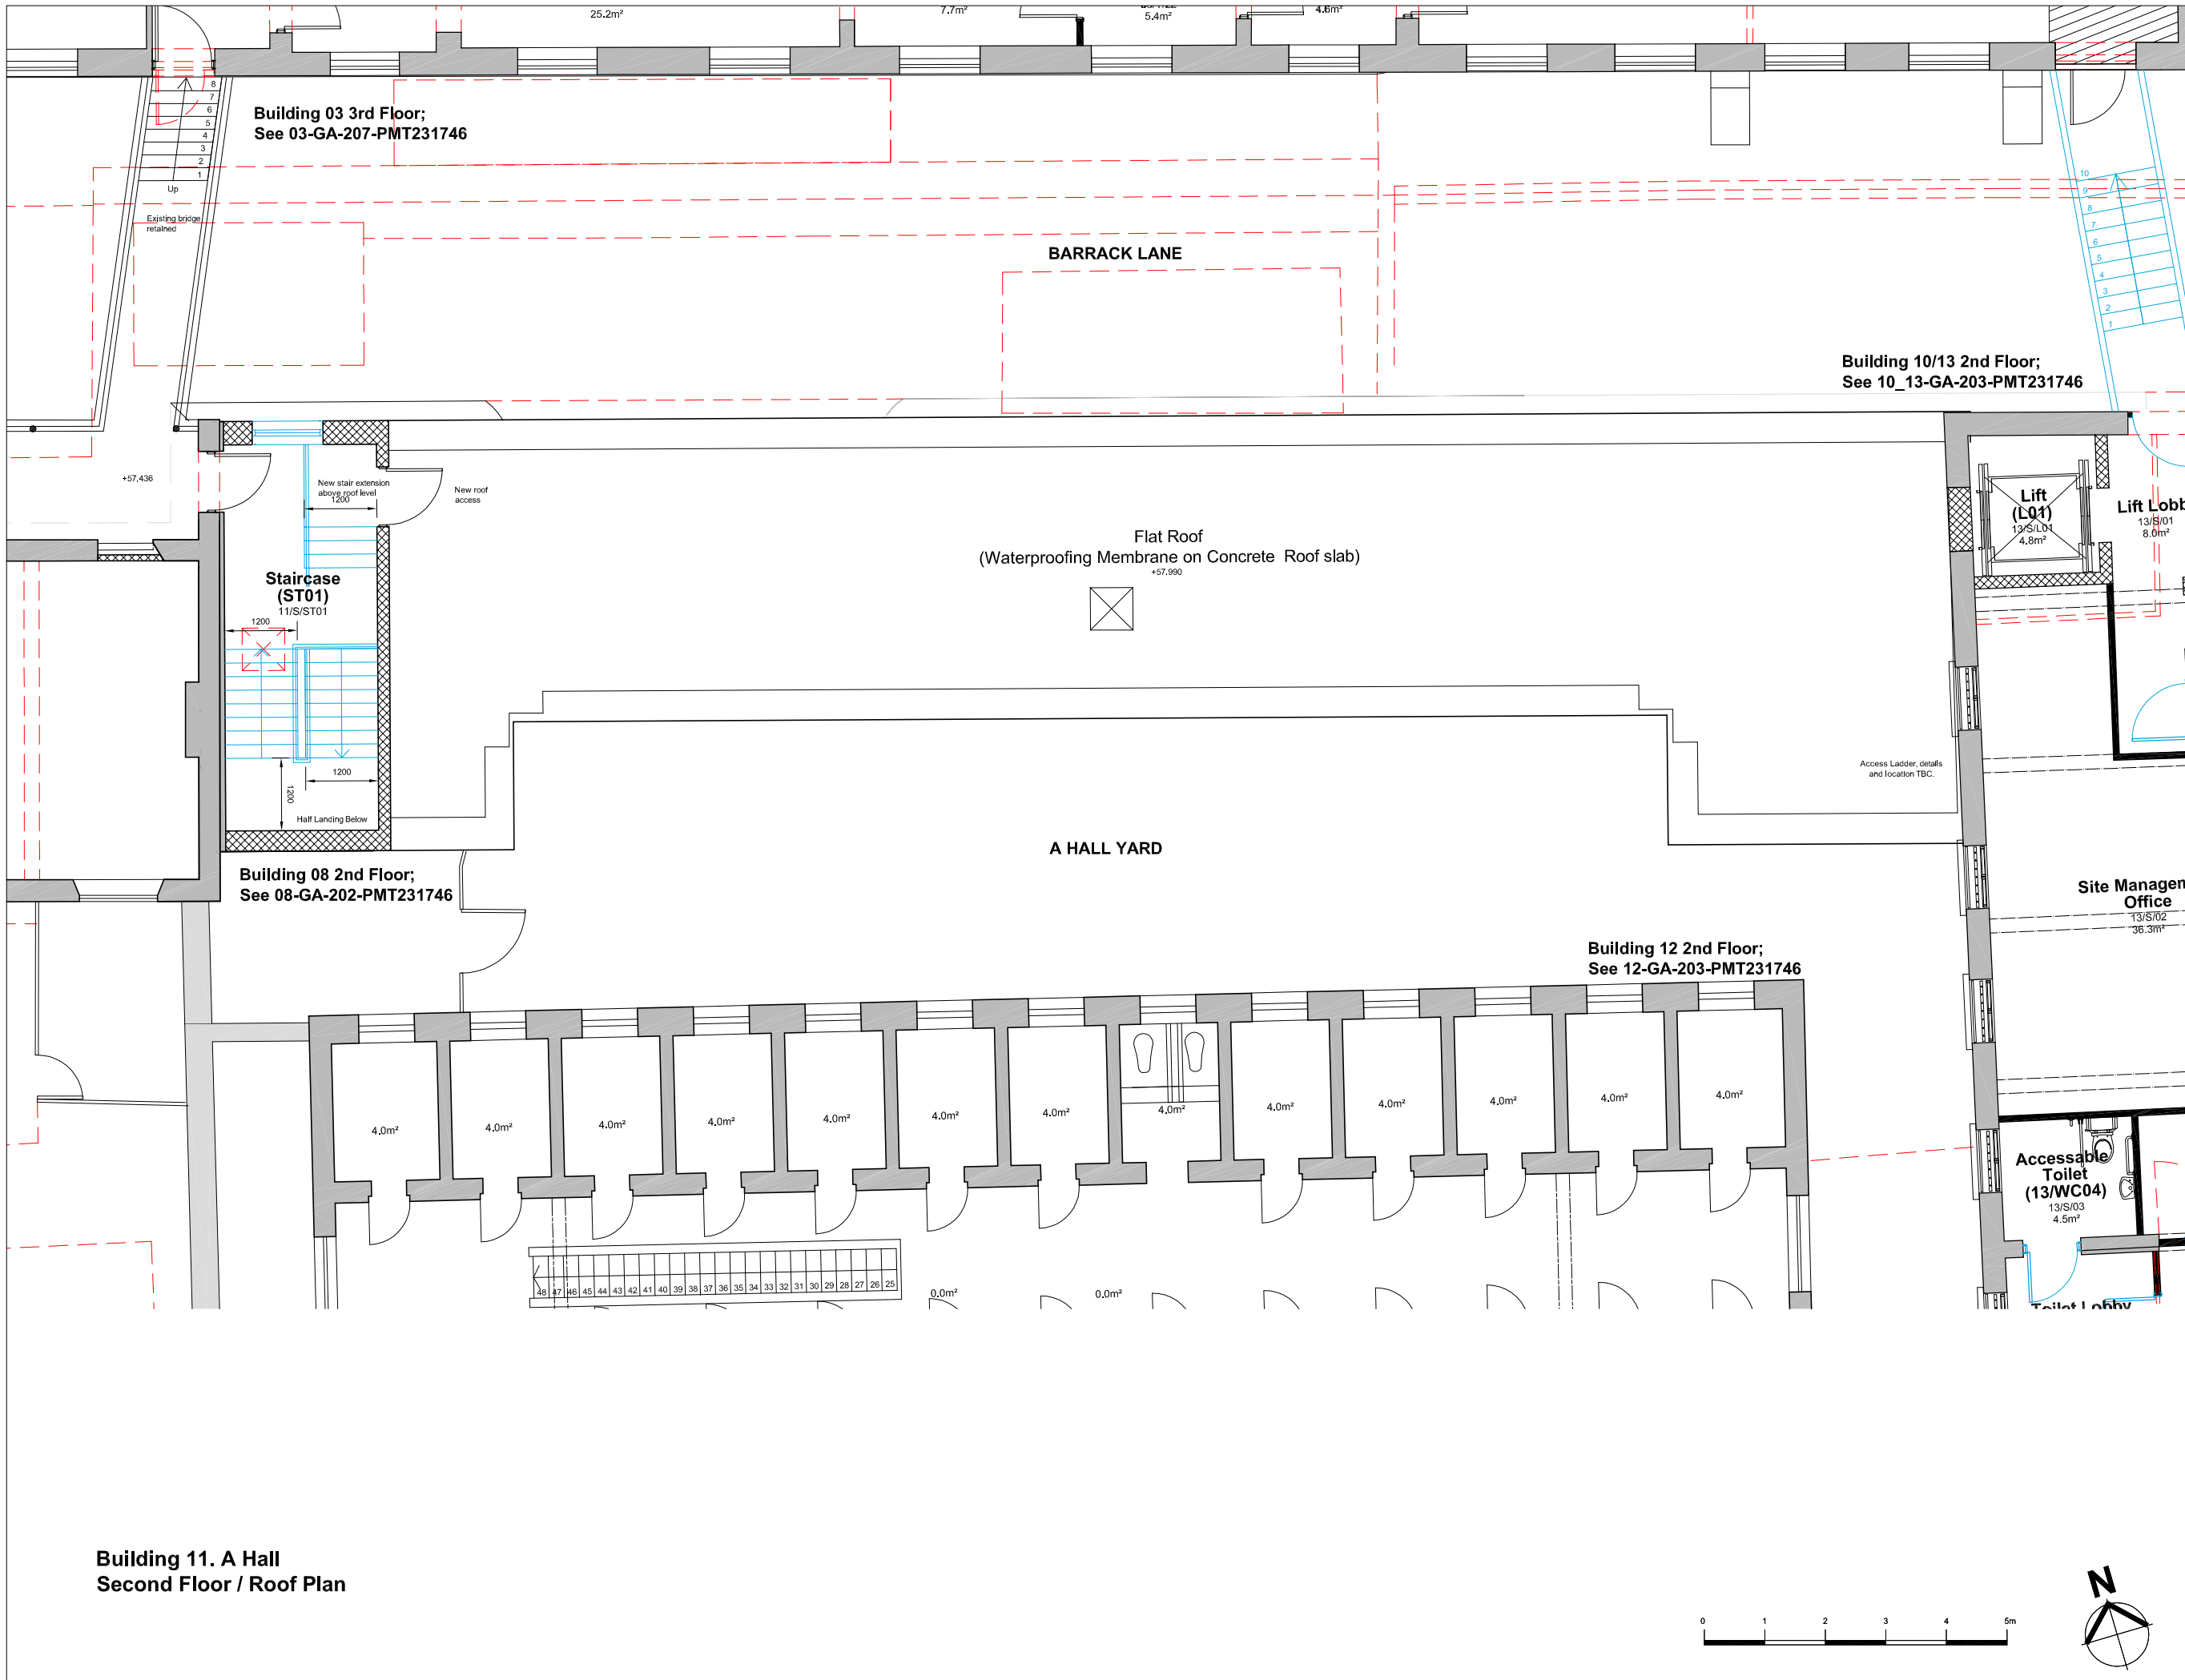 25.2m²
7.7m²
5.4m²
4.6m²
8
7
6
5
4
3
2
1
Up
Building 03 3rd Floor;
See 03-GA-207-PMT231746
Existing bridge
retained
BARRACK LANE
10
9
8
7
6
5
4
3
2
1
Building 10/13 2nd Floor;
See 10_13-GA-203-PMT231746
+57,436
New stair extension
above roof level
1200
New roof
access
Staircase
(ST01)
11/S/ST01
1200
1200
1200
Half Landing Below
Flat Roof
(Waterproofing Membrane on Concrete Roof slab)
+57.990
Lift
(L01)
13/S/L01
4.8m²
Lift Lobb
13/S/01
8.0m²
Access Ladder, details
and location TBC.
A HALL YARD
Building 08 2nd Floor;
See 08-GA-202-PMT231746
Site Managem
Office
13/S/02
36.3m²
Building 12 2nd Floor;
See 12-GA-203-PMT231746
4.0m²
4.0m²
4.0m²
4.0m²
4.0m²
4.0m²
4.0m²
4.0m²
4.0m²
4.0m²
4.0m²
4.0m²
4.0m²
Accessable
Toilet
(13/WC04)
13/S/03
4.5m²
48 47 46 45 44 43 42 41 40 39 38 37 36 35 34 33 32 31 30 29 28 27 26 25
0.0m²
0.0m²
Toilet Lobby
Building 11. A Hall
Second Floor / Roof Plan
0 1 2 3 4 5m
N